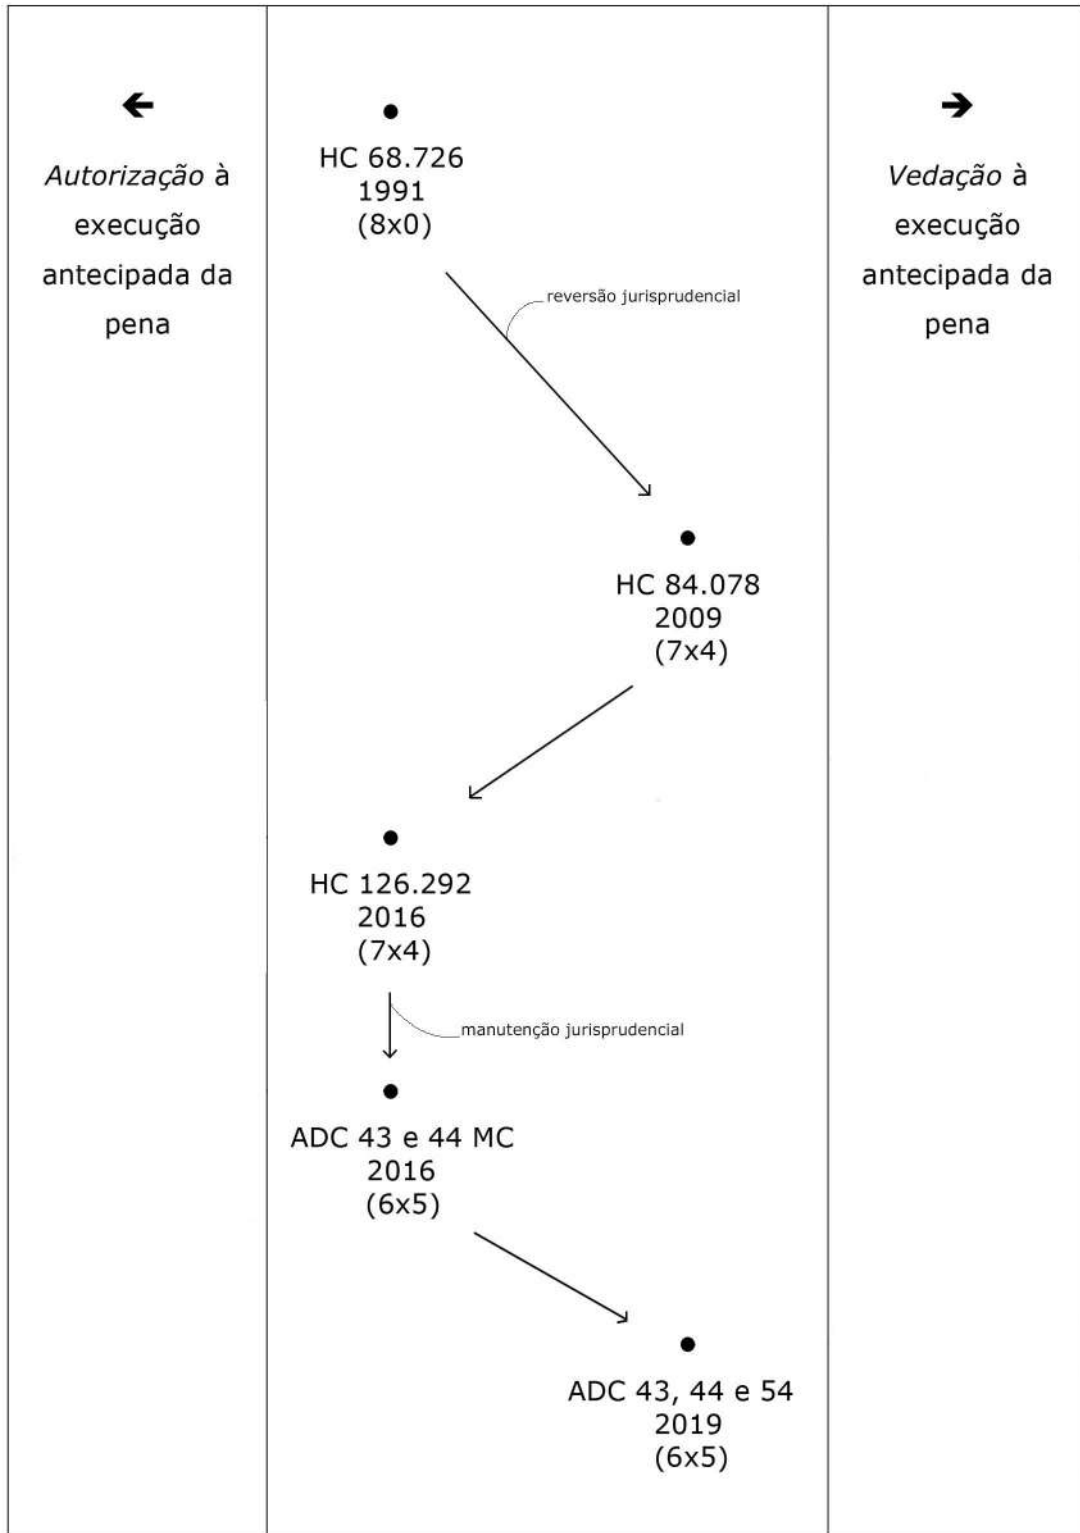 ←
Autorização à
execução
antecipada da
pena
HC 68.726
1991
(8x0)
reversão jurisprudencial
→
Vedação à
execução
antecipada da
pena
HC 84.078
2009
(7x4)
HC 126.292
2016
(7x4)
manutenção jurisprudencial
ADC 43 e 44 MC
2016
(6x5)
ADC 43, 44 e 54
2019
(6x5)